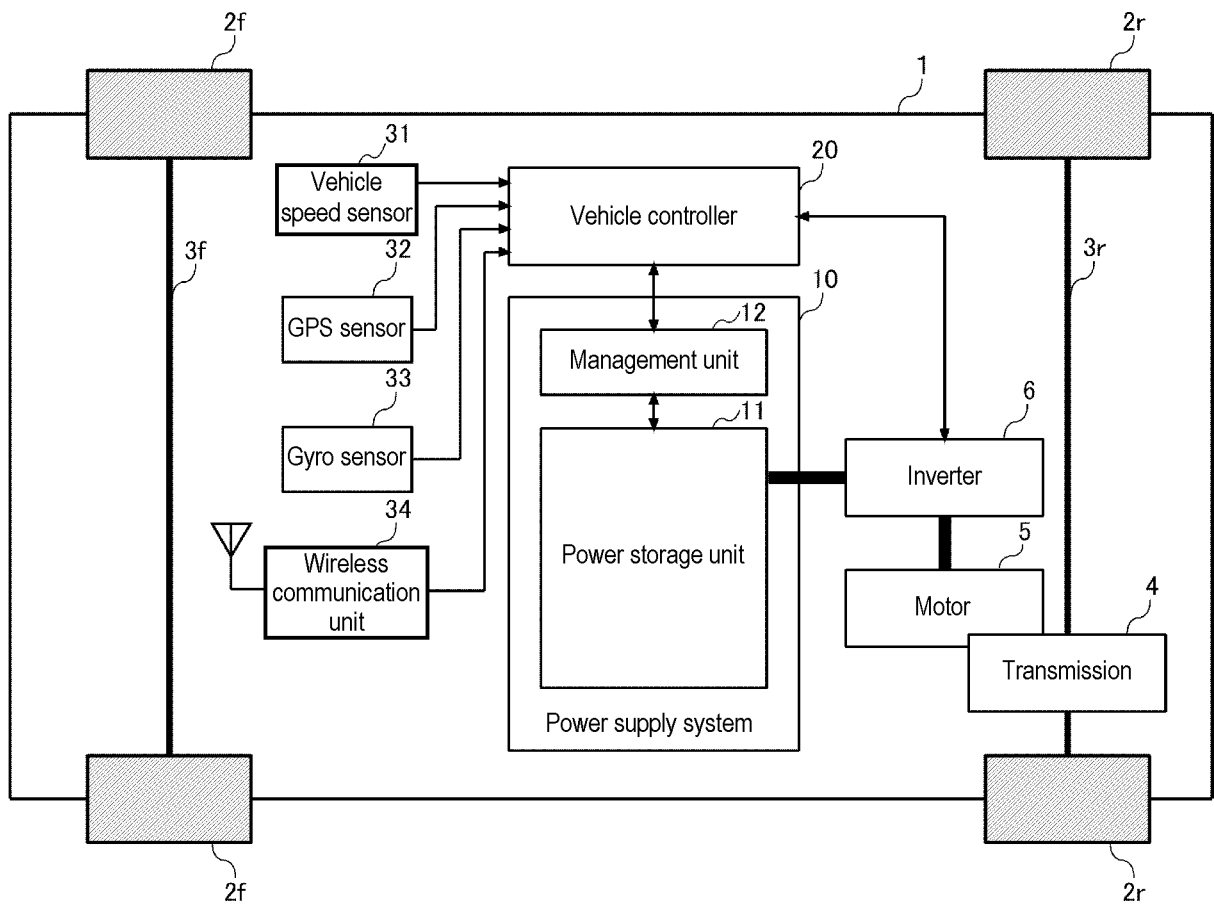 2f
2r
1
31
Vehicle
speed sensor
20
Vehicle controller
3f
32
GPS sensor
3r
10
12
Management unit
33
Gyro sensor
11
6
Inverter
34
Wireless
communication
unit
Power storage unit
5
Motor
4
Transmission
Power supply system
2f
2r